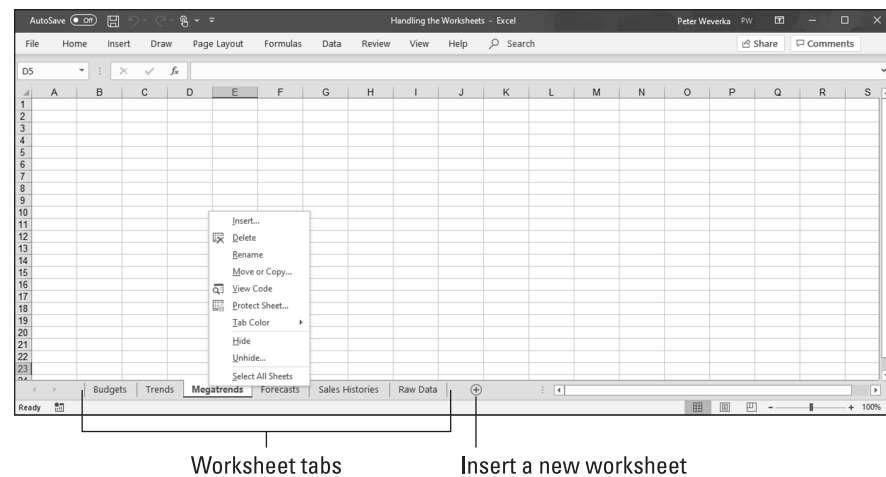 AutoSave Off Handling the Worksheets - Excel Peter Weverka PW
File Home Insert Draw Page Layout Formulas Data Review View Help Search Share Comments
D5 fx
A B C D E F G H I J K L M N O P Q R S
1
2
3
4
5
6
7
8
9
10
11
12
13
14
15
16
17
18
19
20
21
22
23
24
Insert...
Delete
Rename
Move or Copy...
View Code
Protect Sheet...
Tab Color
Hide
Unhide...
Select All Sheets
Budgets Trends Megatrends Forecasts Sales Histories Raw Data
Ready 100%
Worksheet tabs Insert a new worksheet